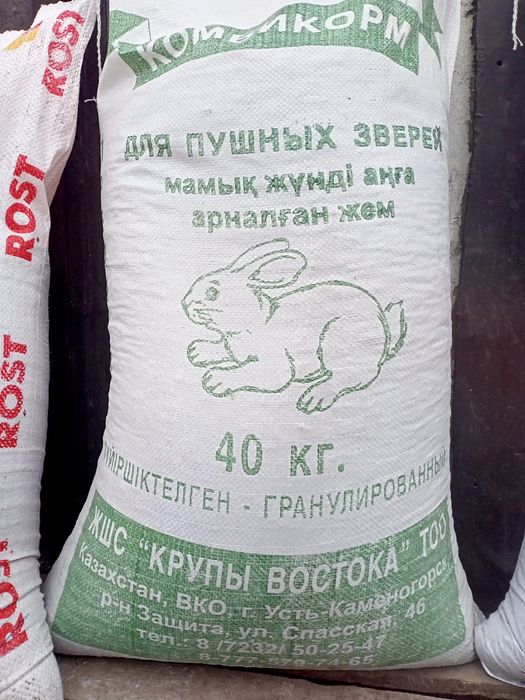 КОМБИКОРМ
ДЛЯ ПУШНЫХ ЗВЕРЕЙ
мамық жүнді аңға
арналған жем
40 кг.
ТҮЙІРШІКТЕЛГЕН - ГРАНУЛИРОВАННЫЙ
ЖШС "КРУПЫ ВОСТОКА" ТОО
Казахстан, ВКО, г. Усть-Каменогорск
р-н Защита, ул. Спасская, 46
тел.: 8 /7232/ 50-25-47
ROST
ROST
ROST
ROST
ROST